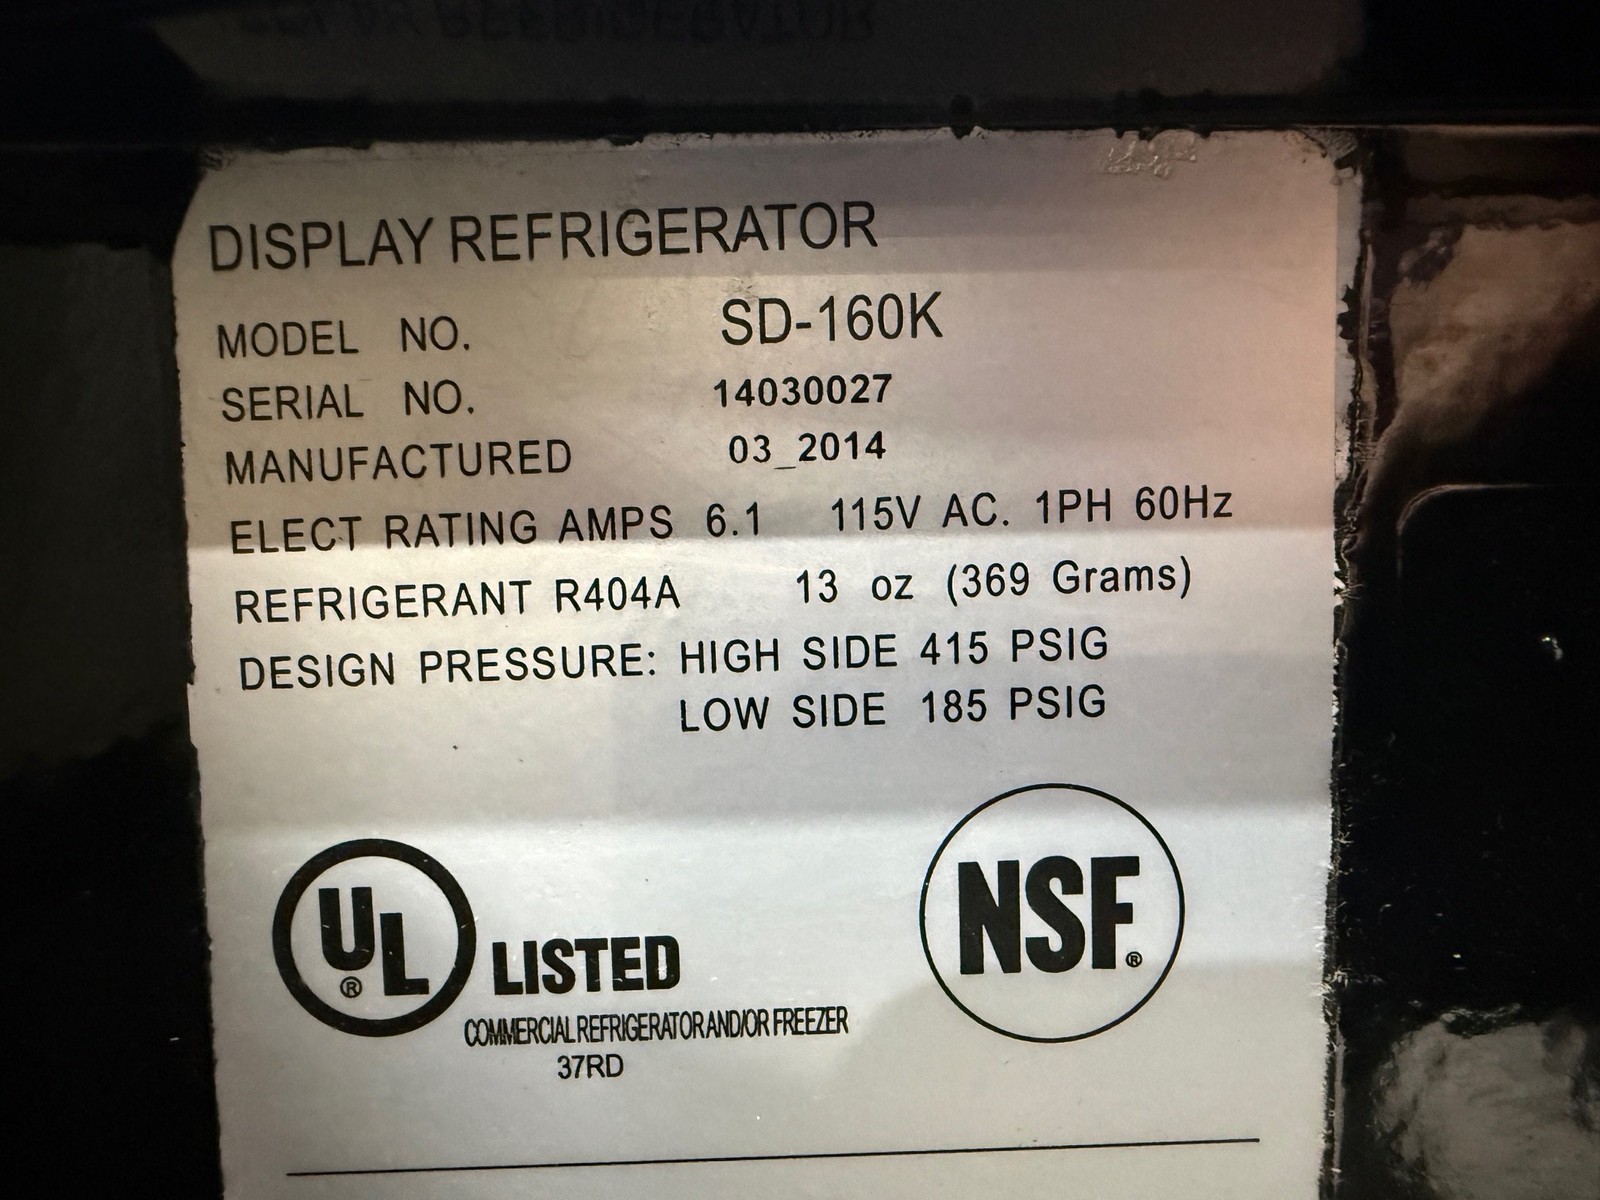 DISPLAY REFRIGERATOR
MODEL NO. SD-160K
SERIAL NO. 14030027
MANUFACTURED 03_2014
ELECT RATING AMPS 6.1 115V AC. 1PH 60Hz
REFRIGERANT R404A 13 oz (369 Grams)
DESIGN PRESSURE: HIGH SIDE 415 PSIG
LOW SIDE 185 PSIG
UL® LISTED
NSF®
COMMERCIAL REFRIGERATOR AND/OR FREEZER
37RD